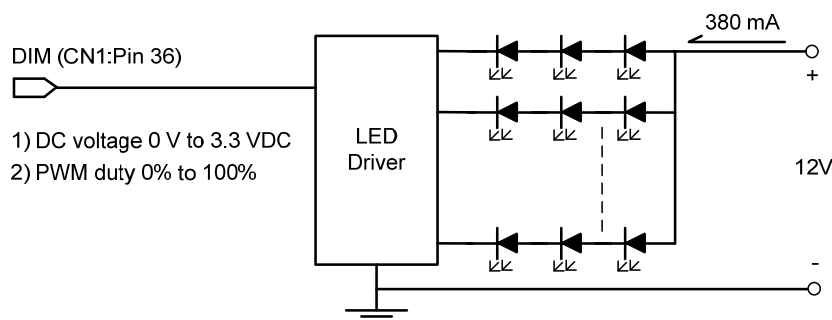 380 mA
DIM (CN1:Pin 36)
+
1) DC voltage 0 V to 3.3 VDC
2) PWM duty 0% to 100%
LED
Driver
12V
-